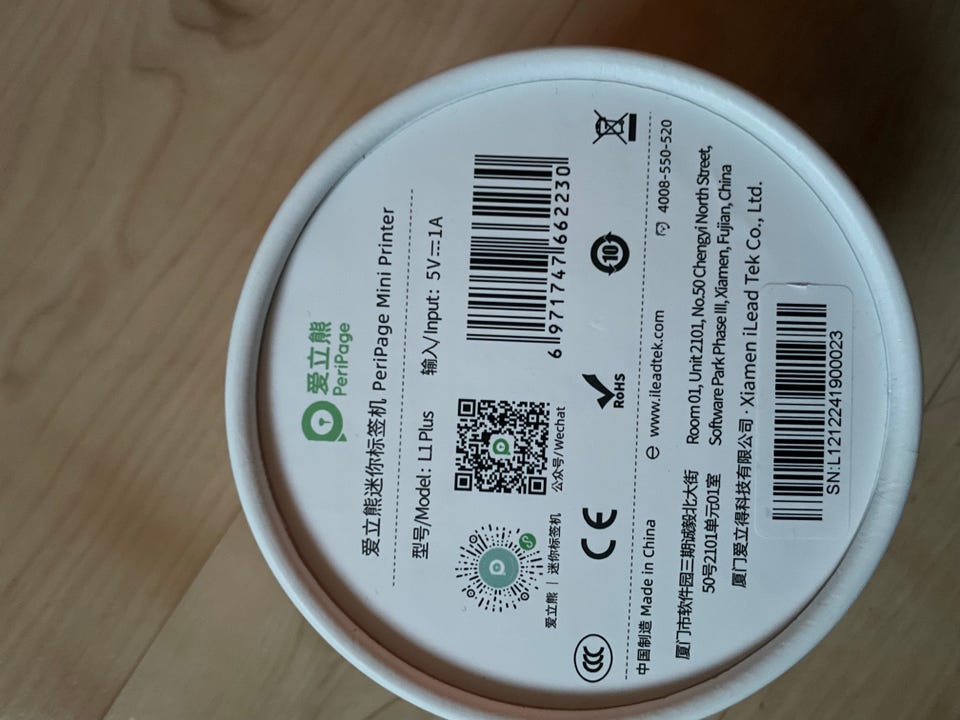 爱立熊
PeriPage
爱立熊迷你标签机 PeriPage Mini Printer
型号/Model: L1 Plus
输入/Input: 5V⎓1A
爱立熊 | 迷你标签机
公众号/Wechat
6 971747 662230
CCC
CE
RoHS
10
中国制造 Made in China
www.ileadtek.com
4008-550-520
厦门市软件园三期诚毅北大街
50号2101单元01室
Room 01, Unit 2101, No.50 Chengyi North Street,
Software Park Phase III, Xiamen, Fujian, China
厦门爱立得科技有限公司 · Xiamen iLead Tek Co., Ltd.
SN:L1212241900023